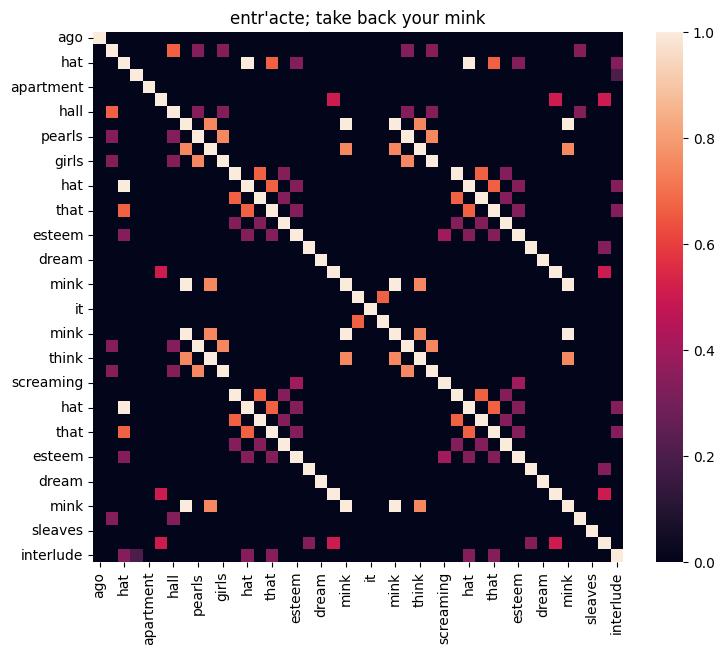 entr'acte; take back your mink
ago
hat
apartment
hall
pearls
girls
hat
that
esteem
dream
mink
it
mink
think
screaming
hat
that
esteem
dream
mink
sleaves
interlude
ago
hat
apartment
hall
pearls
girls
hat
that
esteem
dream
mink
it
mink
think
screaming
hat
that
esteem
dream
mink
sleaves
interlude
1.0
0.8
0.6
0.4
0.2
0.0